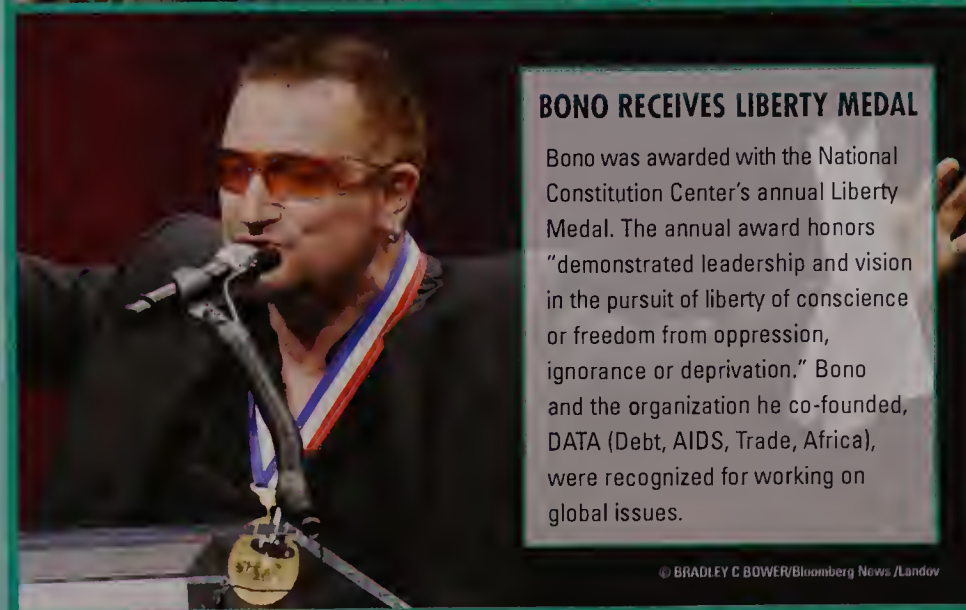 BONO RECEIVES LIBERTY MEDAL
Bono was awarded with the National
Constitution Center's annual Liberty
Medal. The annual award honors
"demonstrated leadership and vision
in the pursuit of liberty of conscience
or freedom from oppression,
ignorance or deprivation." Bono
and the organization he co-founded,
DATA (Debt, AIDS, Trade, Africa),
were recognized for working on
global issues.
© BRADLEY C BOWER/Bloomberg News /Landov